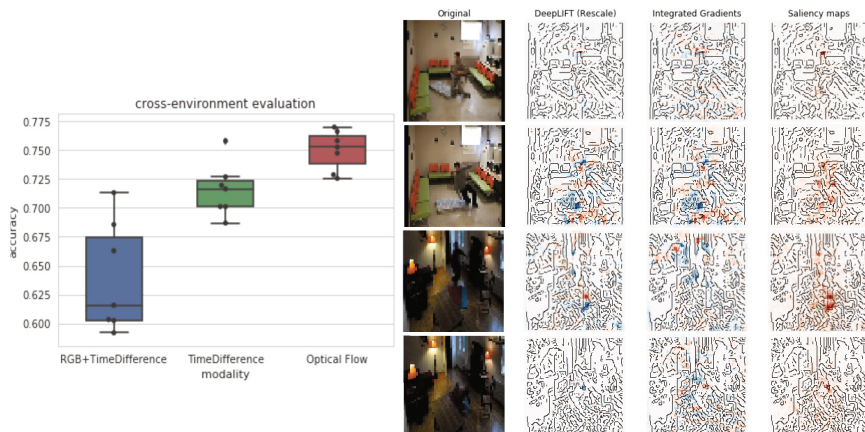 Original
DeepLIFT (Rescale)
Integrated Gradients
Saliency maps
cross-environment evaluation
0.775
0.750
0.725
0.700
0.675
0.650
0.625
0.600
accuracy
RGB+TimeDifference
TimeDifference
Optical Flow
modality